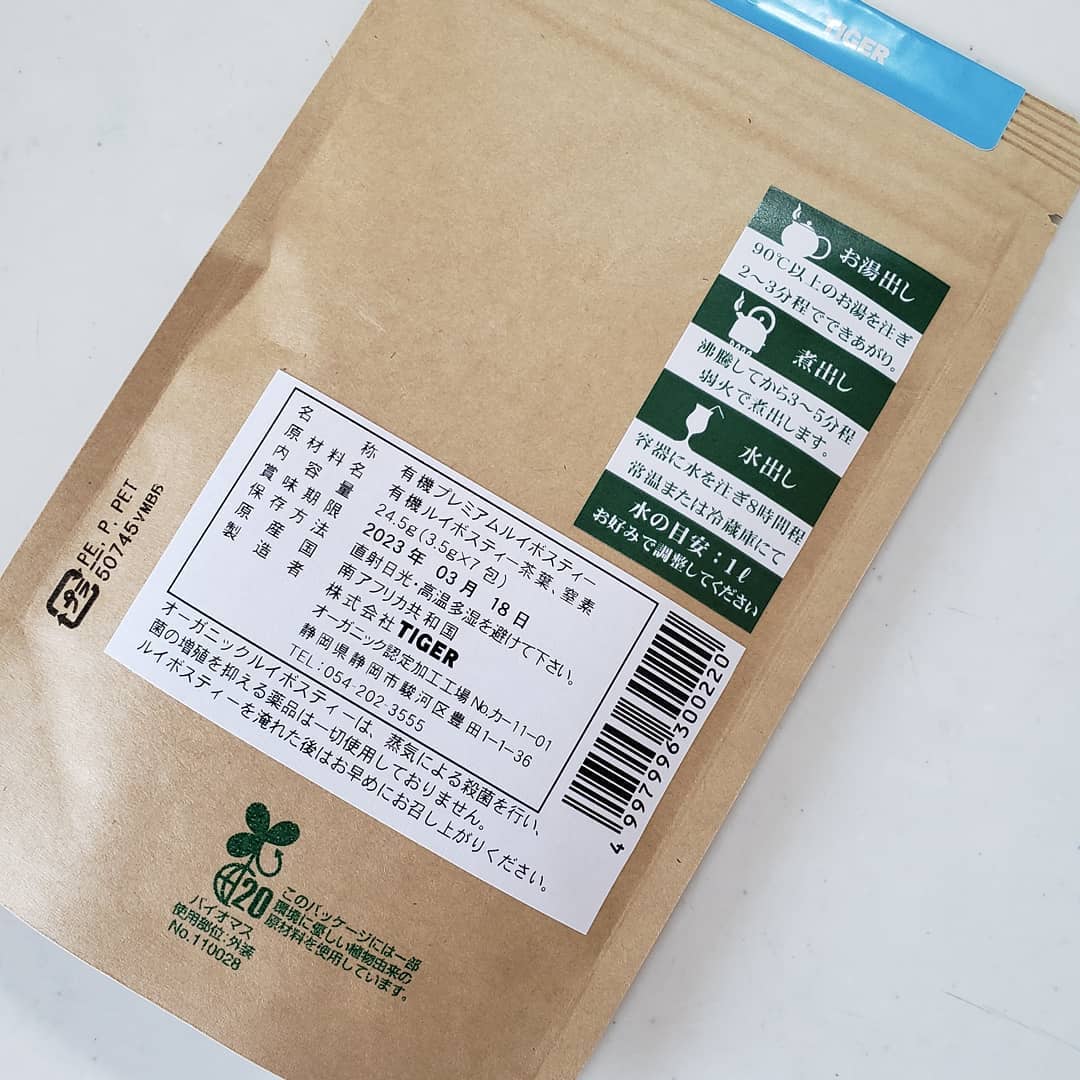 TIGER
お湯出し
90℃以上のお湯を注ぎ
2〜3分程でできあがり。
煮出し
沸騰してから3〜5分程
弱火で煮出します。
水出し
容器に水を注ぎ8時間程
常温または冷蔵庫にて
水の目安：1ℓ
お好みで調整してください
名称 有機プレミアムルイボスティー
原材料名 有機ルイボスティー茶葉、窒素
内容量 24.5g(3.5g×7包)
賞味期限 2023年 03月 18日
保存方法 直射日光・高温多湿を避けて下さい。
原産国 南アフリカ共和国
製造者 株式会社TIGER
オーガニック認定加工工場No.カー11ー01
静岡県静岡市駿河区豊田1ー1ー36
TEL：054-202-3555
オーガニックルイボスティーは、蒸気による殺菌を行い、
菌の増殖を抑える薬品は一切使用しておりません。
ルイボスティーを淹れた後はお早めにお召し上がりください。
4997996300220
プラ
PE, P, PET
50745VMB5
20
バイオマス
使用部位:外装
No.110028
このパッケージには一部
環境に優しい植物由来の
原材料を使用しています。